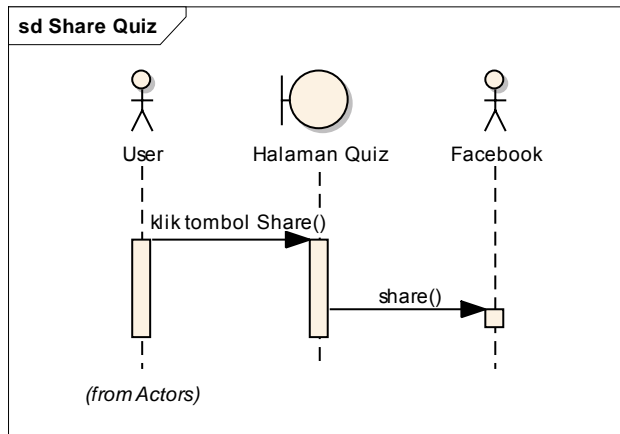 sd Share Quiz
User
Halaman Quiz
Facebook
klik tombol Share()
share()
(from Actors)